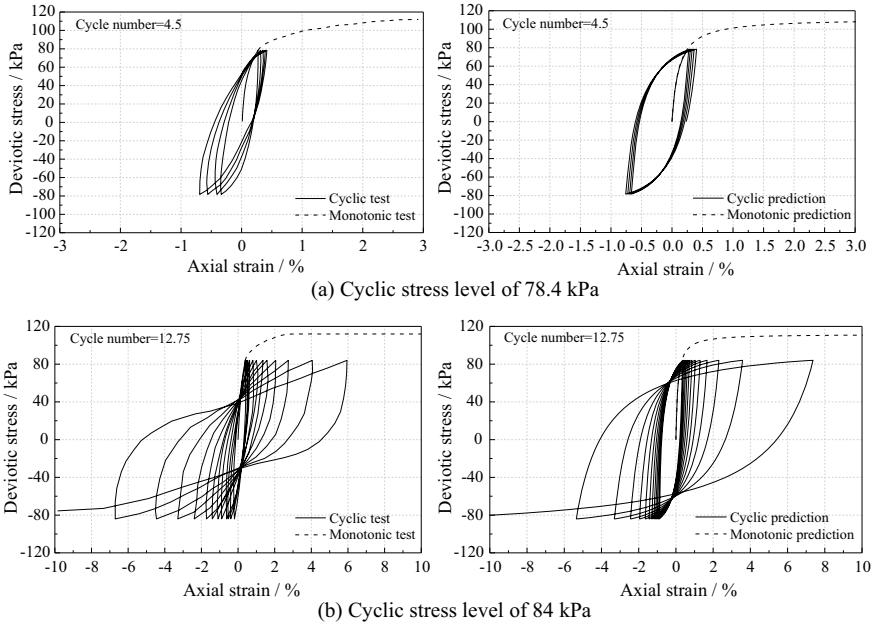 Deviotic stress / kPa
120
100
80
60
40
20
0
-20
-40
-60
-80
-100
-120
Cycle number=4.5
Cyclic test
Monotonic test
-3 -2 -1 0 1 2 3
Axial strain / %
Deviotic stress / kPa
120
100
80
60
40
20
0
-20
-40
-60
-80
-100
-120
Cycle number=4.5
Cyclic prediction
Monotonic prediction
-3.0 -2.5 -2.0 -1.5 -1.0 -0.5 0.0 0.5 1.0 1.5 2.0 2.5 3.0
Axial strain / %
(a) Cyclic stress level of 78.4 kPa
Deviotic stress / kPa
120
80
40
0
-40
-80
-120
Cycle number=12.75
Cyclic test
Monotonic test
-10 -8 -6 -4 -2 0 2 4 6 8 10
Axial strain / %
Deviotic stress / kPa
120
80
40
0
-40
-80
-120
Cycle number=12.75
Cyclic prediction
Monotonic prediction
-10 -8 -6 -4 -2 0 2 4 6 8 10
Axial strain / %
(b) Cyclic stress level of 84 kPa